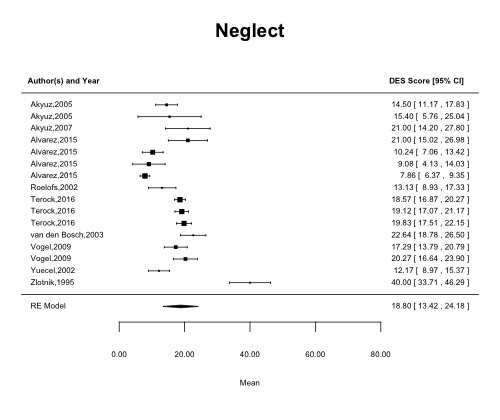 Neglect
Author(s) and Year DES Score [95% CI]
Akyuz,2005 14.50 [ 11.17 , 17.83 ]
Akyuz,2005 15.40 [ 5.76 , 25.04 ]
Akyuz,2007 21.00 [ 14.20 , 27.80 ]
Alvarez,2015 21.00 [ 15.02 , 26.98 ]
Alvarez,2015 10.24 [ 7.06 , 13.42 ]
Alvarez,2015 9.08 [ 4.13 , 14.03 ]
Alvarez,2015 7.86 [ 6.37 , 9.35 ]
Roelofs,2002 13.13 [ 8.93 , 17.33 ]
Terock,2016 18.57 [ 16.87 , 20.27 ]
Terock,2016 19.12 [ 17.07 , 21.17 ]
Terock,2016 19.83 [ 17.51 , 22.15 ]
van den Bosch,2003 22.64 [ 18.78 , 26.50 ]
Vogel,2009 17.29 [ 13.79 , 20.79 ]
Vogel,2009 20.27 [ 16.64 , 23.90 ]
Yuecel,2002 12.17 [ 8.97 , 15.37 ]
Zlotnik,1995 40.00 [ 33.71 , 46.29 ]
RE Model 18.80 [ 13.42 , 24.18 ]
0.00 20.00 40.00 60.00 80.00
Mean